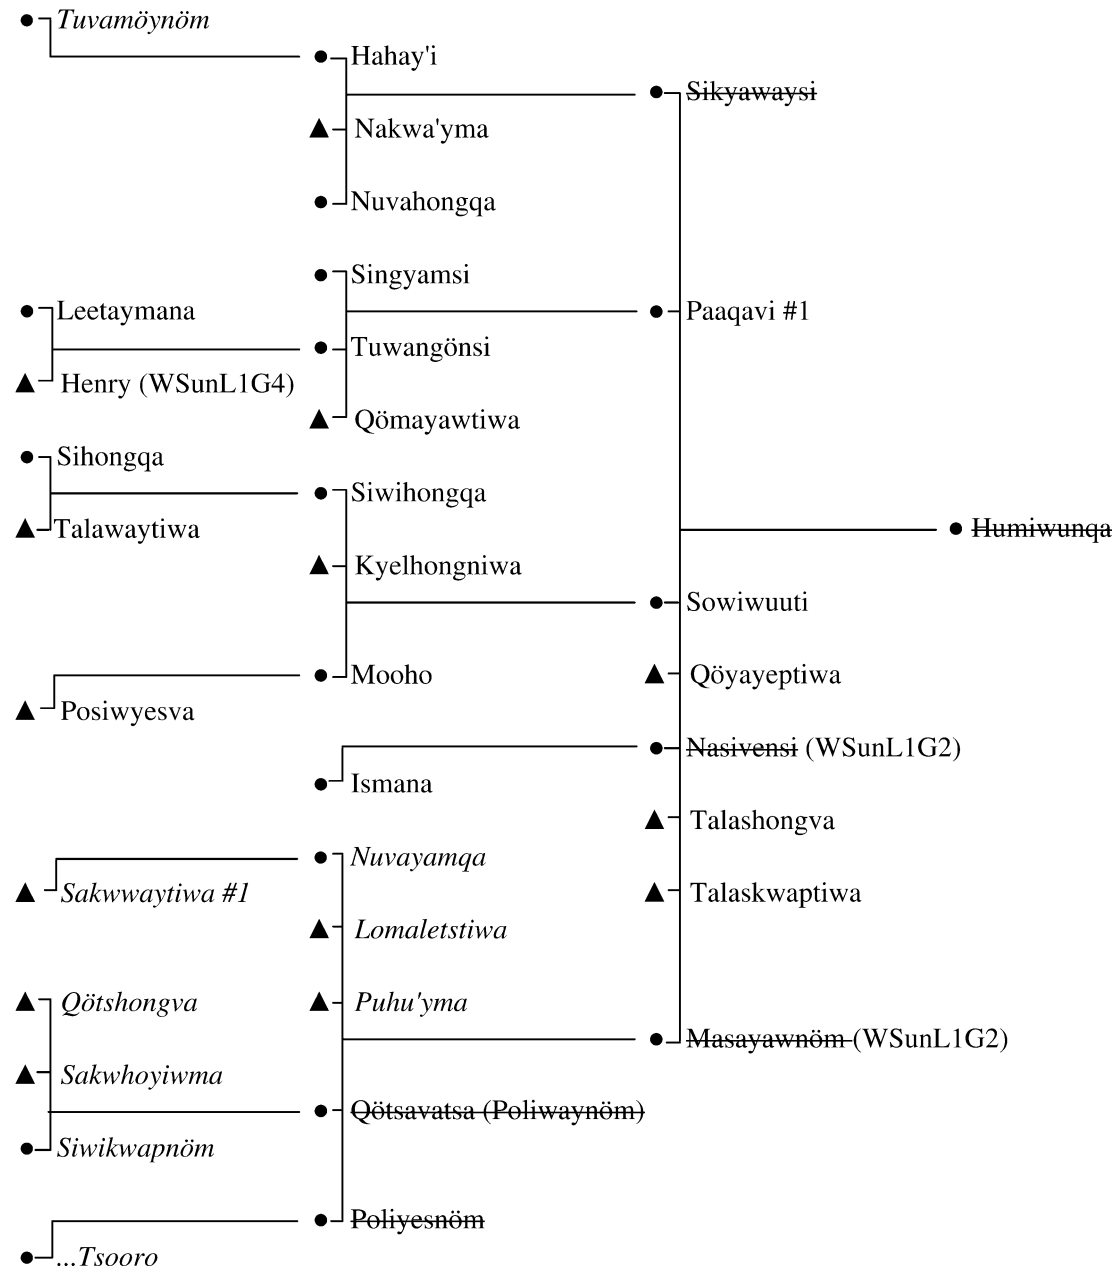 Tuvamöynöm
Hahay'i
Sikyawaysi
Nakwa'yma
Nuvahongqa
Singyamsi
Leetaymana
Paaqavi #1
Tuwangönsi
Henry (WSunL1G4)
Qömayawtiwa
Sihongqa
Siwihongqa
Talawaytiwa
Humiwunqa
Kyelhongniwa
Sowiwuuti
Mooho
Qöyayeptiwa
Posiwyesva
Nasivensi (WSunL1G2)
Ismana
Talashongva
Nuvayamqa
Sakwwaytiwa #1
Talaskwaptiwa
Lomaletstiwa
Qötshongva
Puhu'yma
Masayawnöm (WSunL1G2)
Sakwhoyiwma
Qötsavatsa (Poliwaynöm)
Siwikwapnöm
Poliyesnöm
...Tsooro